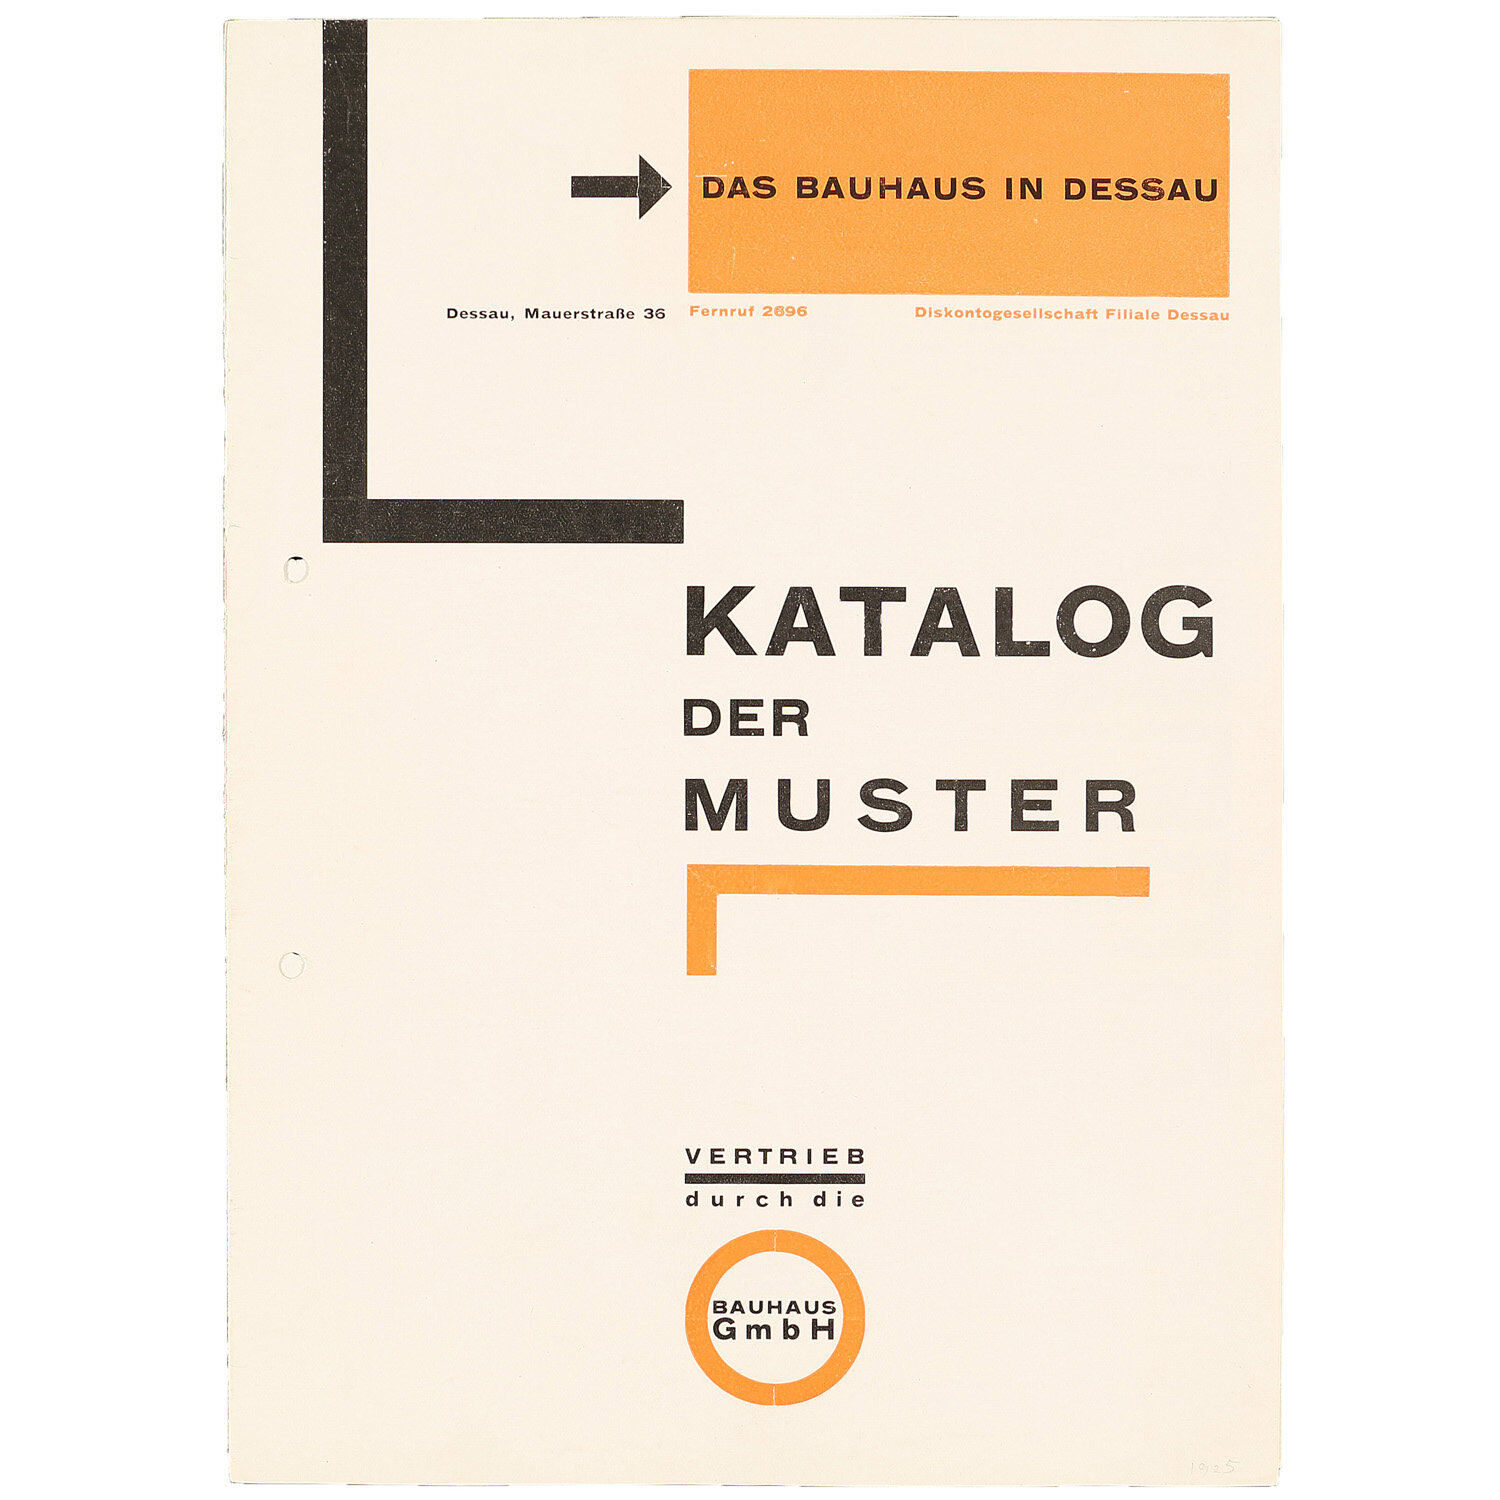 DAS BAUHAUS IN DESSAU
Dessau, Mauerstraße 36 Fernruf 2696 Diskontogesellschaft Filiale Dessau
KATALOG
DER
MUSTER
VERTRIEB
durch die
BAUHAUS
GmbH
1925